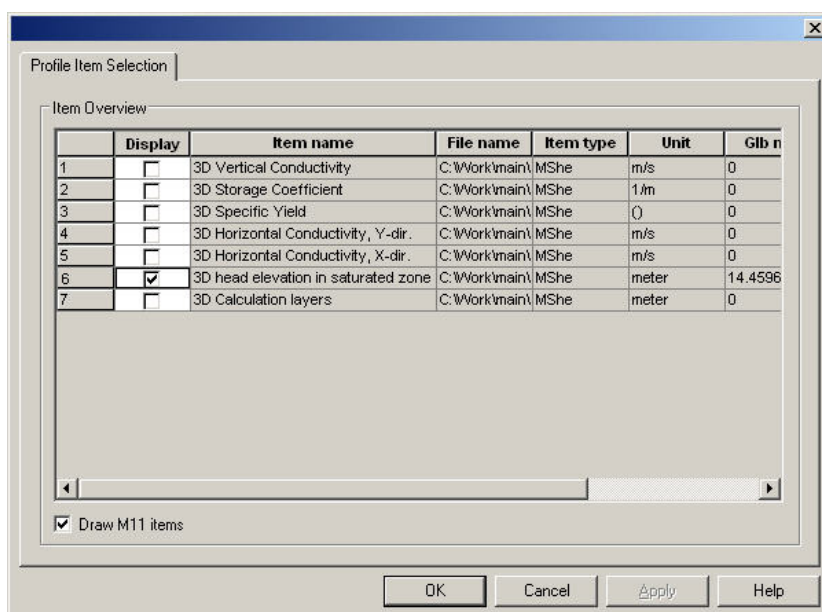 Profile Item Selection
Item Overview
Display Item name File name Item type Unit Glb n
1 3D Vertical Conductivity C:\Work\main\ MShe m/s 0
2 3D Storage Coefficient C:\Work\main\ MShe 1/m 0
3 3D Specific Yield C:\Work\main\ MShe () 0
4 3D Horizontal Conductivity, Y-dir. C:\Work\main\ MShe m/s 0
5 3D Horizontal Conductivity, X-dir. C:\Work\main\ MShe m/s 0
6 3D head elevation in saturated zone C:\Work\main\ MShe meter 14.4596
7 3D Calculation layers C:\Work\main\ MShe meter 0
Draw M11 items
OK Cancel Apply Help